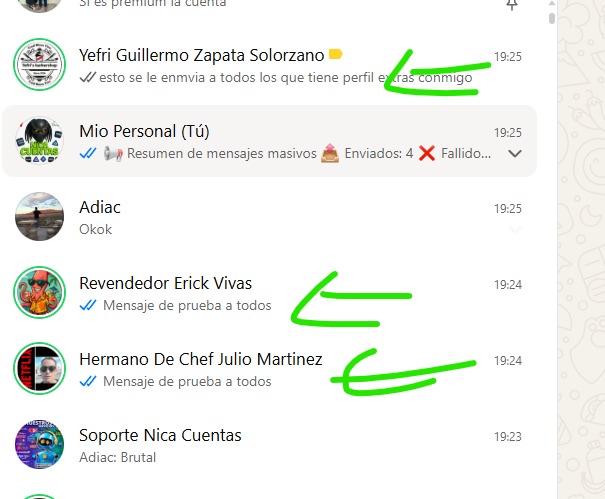 Si es premium la cuenta
Yefri Guillermo Zapata Solorzano
19:25
esto se le enmvia a todos los que tiene perfil extras conmigo
Mio Personal (Tú)
19:25
Resumen de mensajes masivos Enviados: 4 ❌ Fallido...
Adiac
19:25
Okok
Revendedor Erick Vivas
19:24
Mensaje de prueba a todos
Hermano De Chef Julio Martinez
19:24
Mensaje de prueba a todos
NETFLIX
Soporte Nica Cuentas
19:23
Adiac: Brutal
NICA
CUENTAS